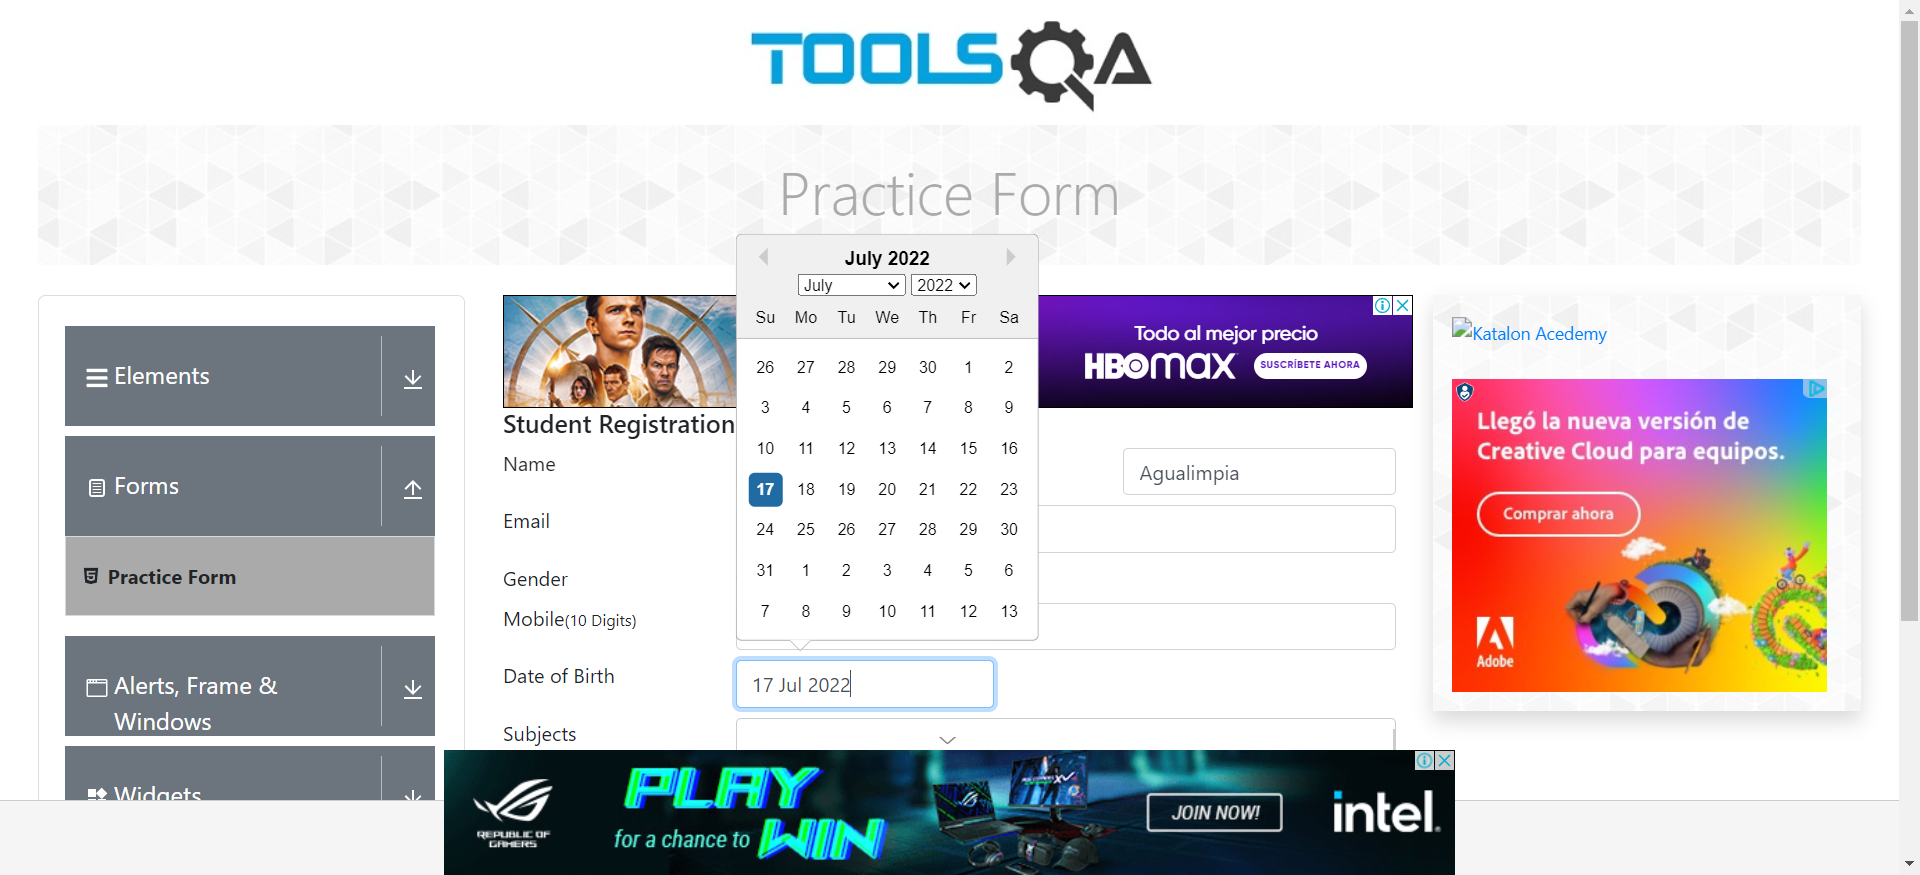 TOOLSQA
Practice Form
Elements
Forms
Practice Form
Alerts, Frame &
Windows
Widgets
July 2022
July 2022
Su Mo Tu We Th Fr Sa
26 27 28 29 30 1 2
3 4 5 6 7 8 9
10 11 12 13 14 15 16
17 18 19 20 21 22 23
24 25 26 27 28 29 30
31 1 2 3 4 5 6
7 8 9 10 11 12 13
Todo al mejor precio
HBOMAX SUSCRÍBETE AHORA
Student Registration
Name
Agualimpia
Email
Gender
Mobile(10 Digits)
Date of Birth
17 Jul 2022
Subjects
Katalon Acedemy
Llegó la nueva versión de
Creative Cloud para equipos.
Comprar ahora
Adobe
REPUBLIC OF
GAMERS
PLAY
for a chance to WIN
JOIN NOW!
intel.